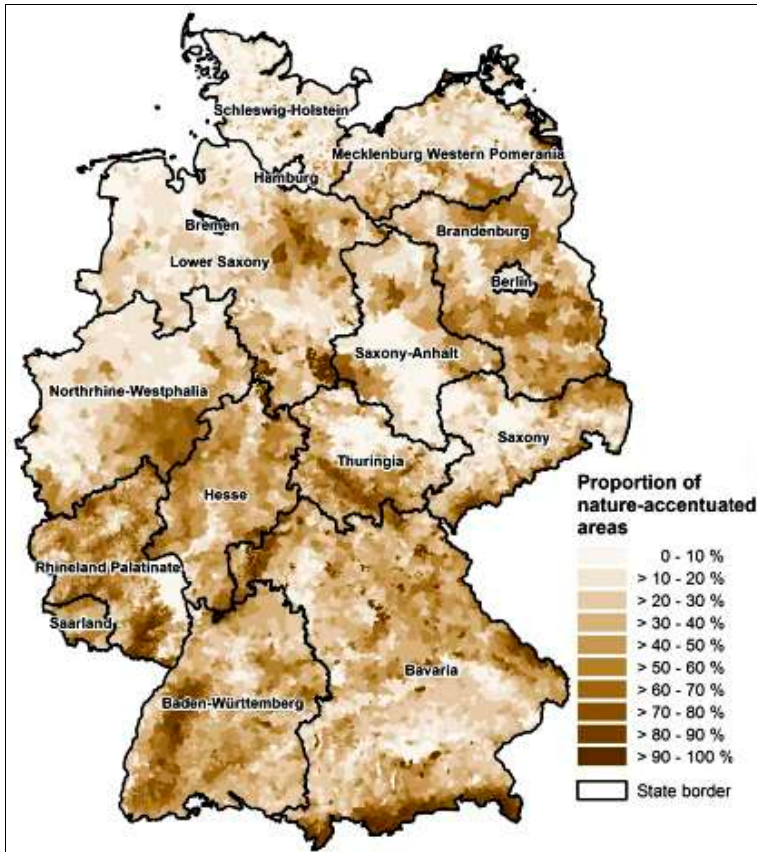 Schleswig-Holstein
Mecklenburg Western Pomerania
Hamburg
Bremen
Brandenburg
Lower Saxony
Berlin
Saxony-Anhalt
Northrhine-Westphalia
Saxony
Thuringia
Hesse
Rhineland Palatinate
Saarland
Bavaria
Baden-Württemberg
Proportion of
nature-accentuated
areas
0 - 10 %
> 10 - 20 %
> 20 - 30 %
> 30 - 40 %
> 40 - 50 %
> 50 - 60 %
> 60 - 70 %
> 70 - 80 %
> 80 - 90 %
> 90 - 100 %
State border